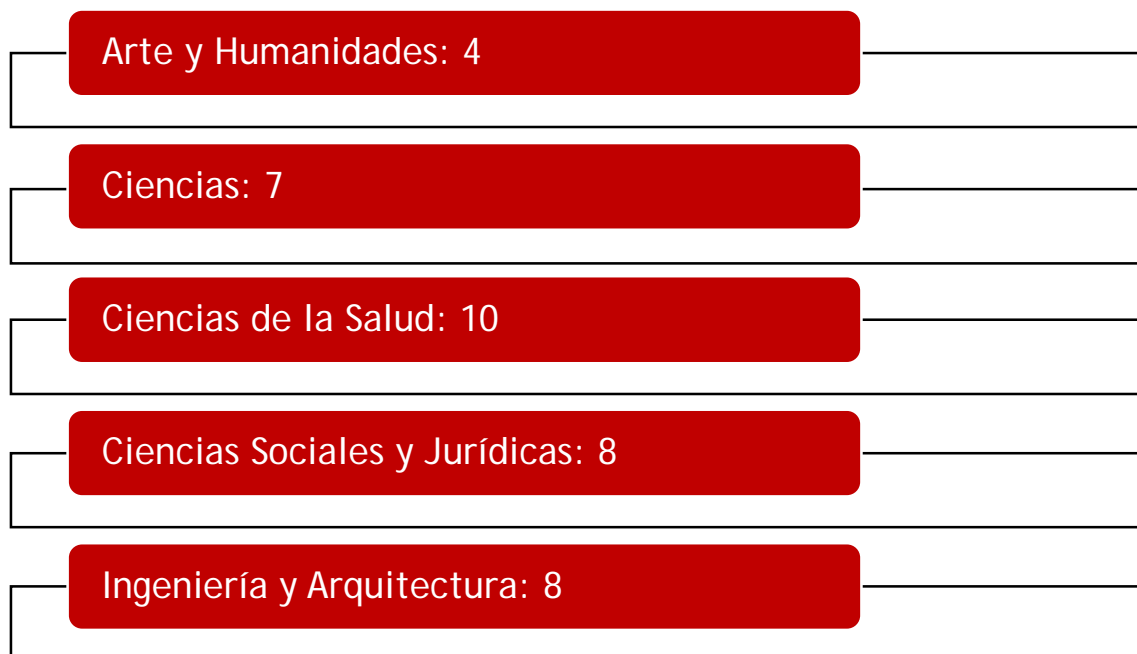 Arte y Humanidades: 4
Ciencias: 7
Ciencias de la Salud: 10
Ciencias Sociales y Jurídicas: 8
Ingeniería y Arquitectura: 8